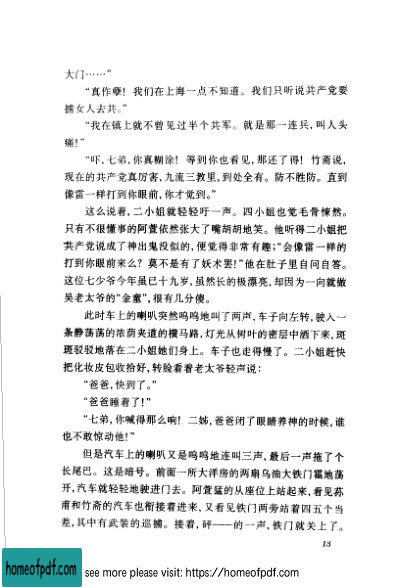 大门……”
“真作孽！我们在上海一点不知道。我们只听说共产党要
掳女人去共。”
“我在镇上就不曾见过半个共军。就是那一连兵，叫人头
痛！”
“吓，七弟，你真糊涂！等到你也看见，那还了得！竹斋说，
现在的共产党真厉害，九流三教里，到处全有。防不胜防。直到
像雷一样打到你眼前，你才觉到。”
这么说着，二小姐就轻轻吁一声。四小姐也觉毛骨悚然。
只有不很懂事的阿萱依然张大了嘴胡胡地笑。他听得二小姐把
共产党说成了神出鬼没似的，便觉得非常有趣；“会像雷一样的
打到你眼前来么？莫不是有了妖术罢！”他在肚子里自问自答。
这位七少爷今年虽已十九岁，虽然长的极漂亮，却因为一向就做
吴老太爷的“金童”，很有几分傻。
此时车上的喇叭突然呜呜地叫了两声，车子向左转，驶入一
条静荡荡的浓荫夹道的横马路，灯光从树叶的密层中洒下来，斑
斑驳驳地落在二小姐她们身上。车子也走得慢了。二小姐赶快
把化妆皮包收拾好，转脸看着老太爷轻声说：
“爸爸，快到了。”
“爸爸睡着了！”
“七弟，你喊得那么响！二姊，爸爸闭了眼睛养神的时候，谁
也不敢惊动他！”
但是汽车上的喇叭又是呜呜地连叫三声，最后一声拖了个
长尾巴。这是暗号。前面一所大洋房的两扇乌油大铁门霍地荡
开，汽车就轻轻地驶进门去。阿萱猛的从座位上站起来，看见荪
甫和竹斋的汽车也衔接着进来，又看见铁门两旁站着四五个当
差，其中有武装的巡捕。接着，砰——的一声，铁门就关上了。
13
homeofpdf.com
see more please visit: https://homeofpdf.com